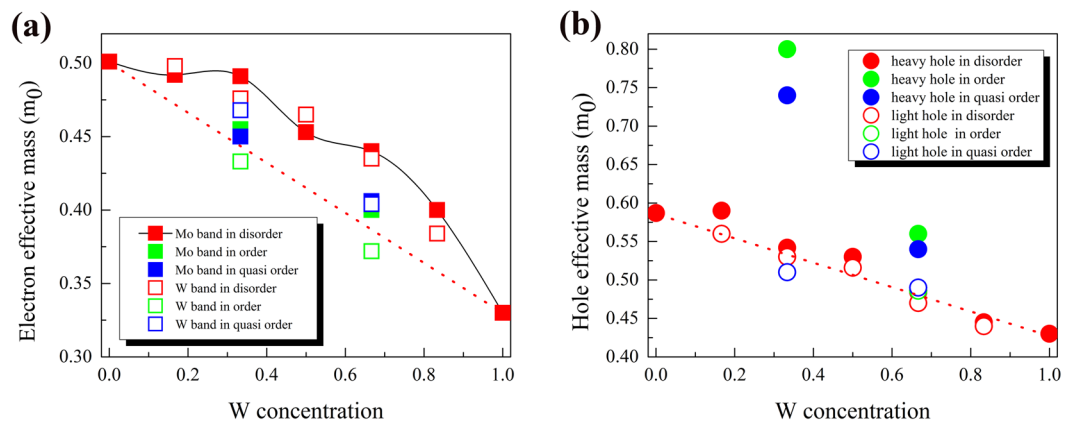 (a)
Electron effective mass (m0)
0.50
0.45
0.40
0.35
0.30
Mo band in disorder
Mo band in order
Mo band in quasi order
W band in disorder
W band in order
W band in quasi order
0.0 0.2 0.4 0.6 0.8 1.0
W concentration
(b)
Hole effective mass (m0)
0.80
0.75
0.70
0.65
0.60
0.55
0.50
0.45
0.40
heavy hole in disorder
heavy hole in order
heavy hole in quasi order
light hole in disorder
light hole in order
light hole in quasi order
0.0 0.2 0.4 0.6 0.8 1.0
W concentration